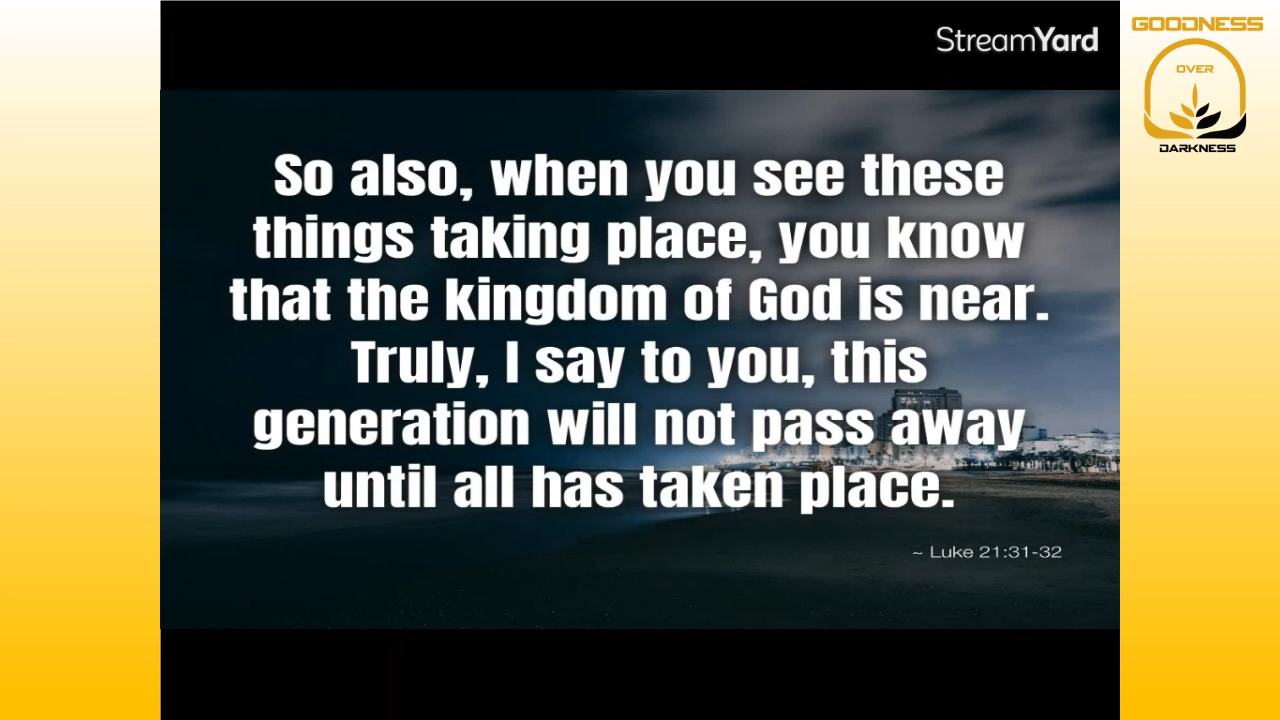 StreamYard
GOODNESS
OVER
DARKNESS
So also, when you see these
things taking place, you know
that the kingdom of God is near.
Truly, I say to you, this
generation will not pass away
until all has taken place.
~ Luke 21:31-32